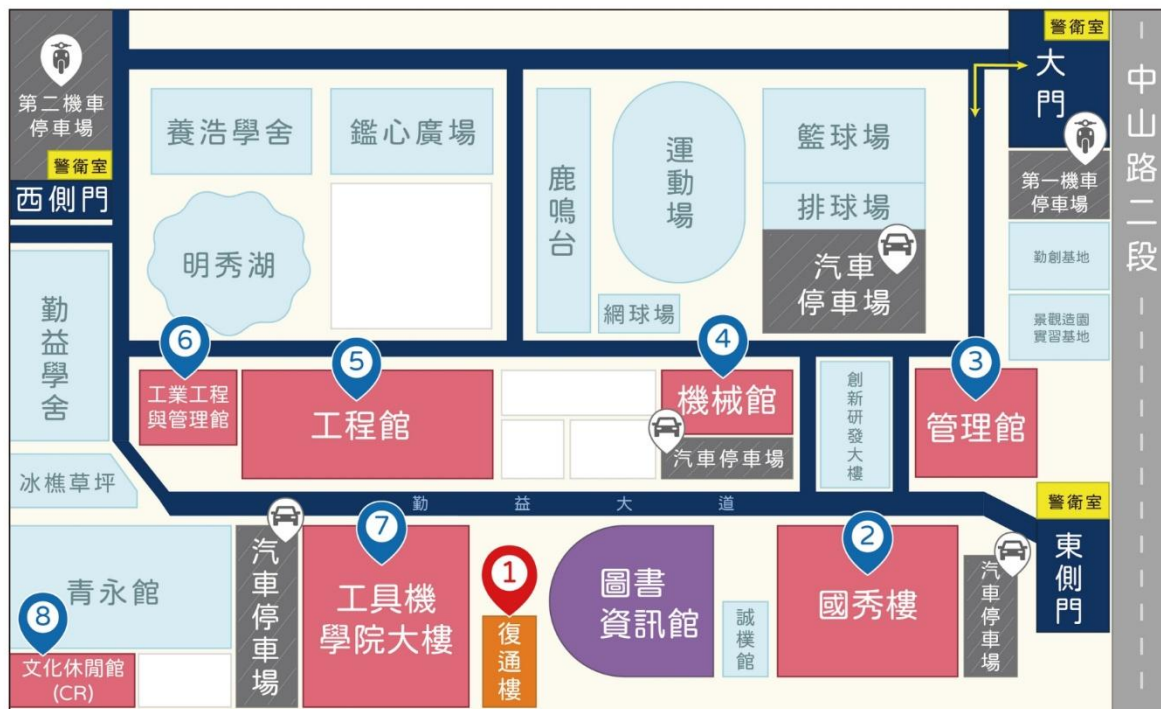 警衛室
大門
中山路二段
第二機車
停車場
警衛室
西側門
養浩學舍
鑑心廣場
鹿鳴台
運動場
籃球場
排球場
汽車
停車場
第一機車
停車場
勤創基地
景觀造園
實習基地
明秀湖
網球場
勤益學舍
6
工業工程
與管理館
5
工程館
4
機械館
汽車停車場
創新研發大樓
3
管理館
冰樵草坪
勤益大道
警衛室
東側門
青永館
8
文化休閒館
(CR)
汽車停車場
7
工具機
學院大樓
1
復通樓
圖書
資訊館
誠樸館
2
國秀樓
汽車停車場